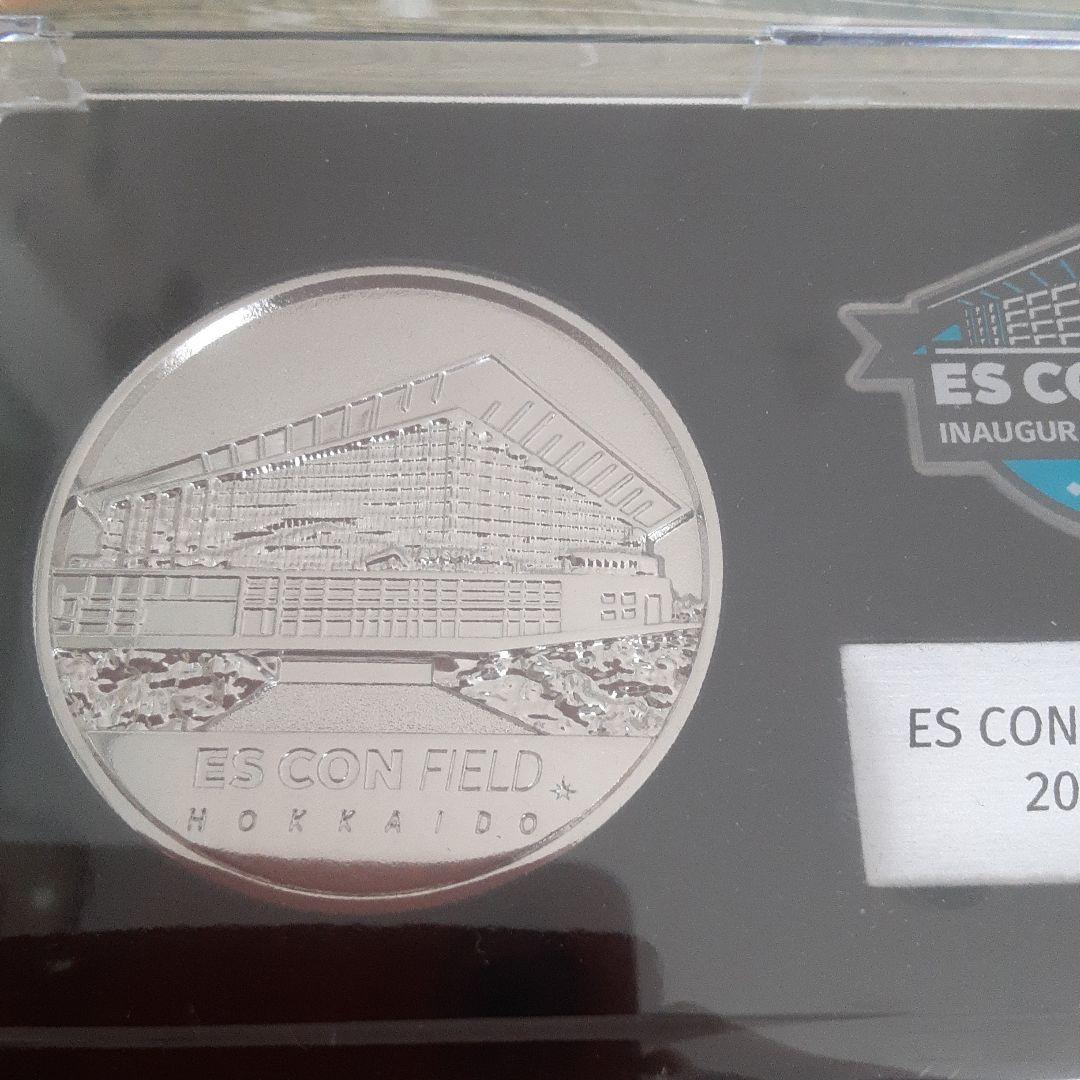 ES CON FIELD
HOKKAIDO
ES CO
INAUGUR
ES CON
20